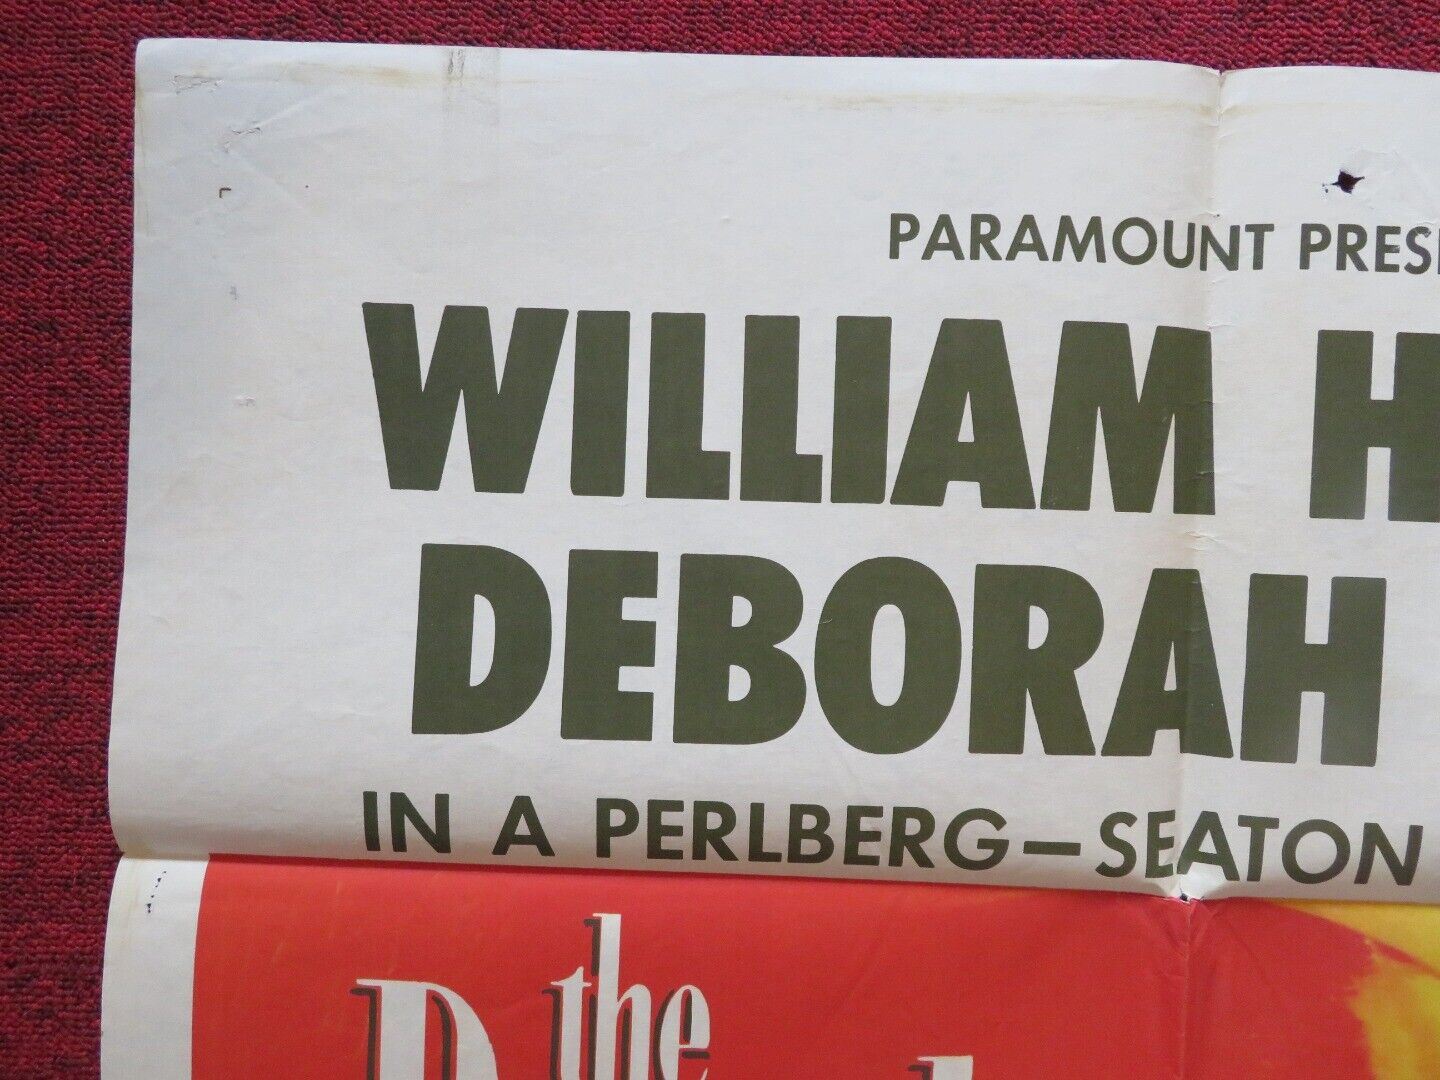 PARAMOUNT PRES
WILLIAM H
DEBORAH
IN A PERLBERG—SEATON
the